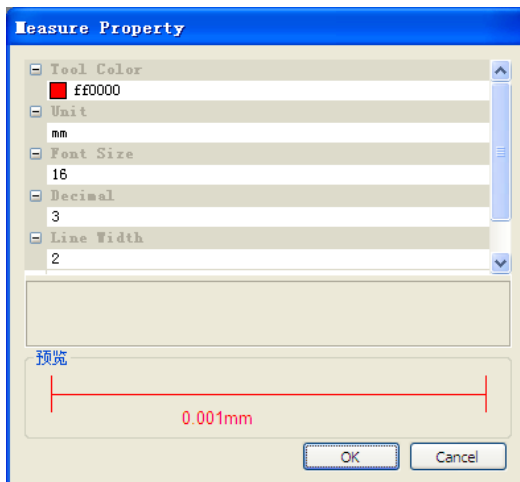 Measure Property
Tool Color
ff0000
Unit
mm
Font Size
16
Decimal
3
Line Width
2
预览
0.001mm
OK
Cancel